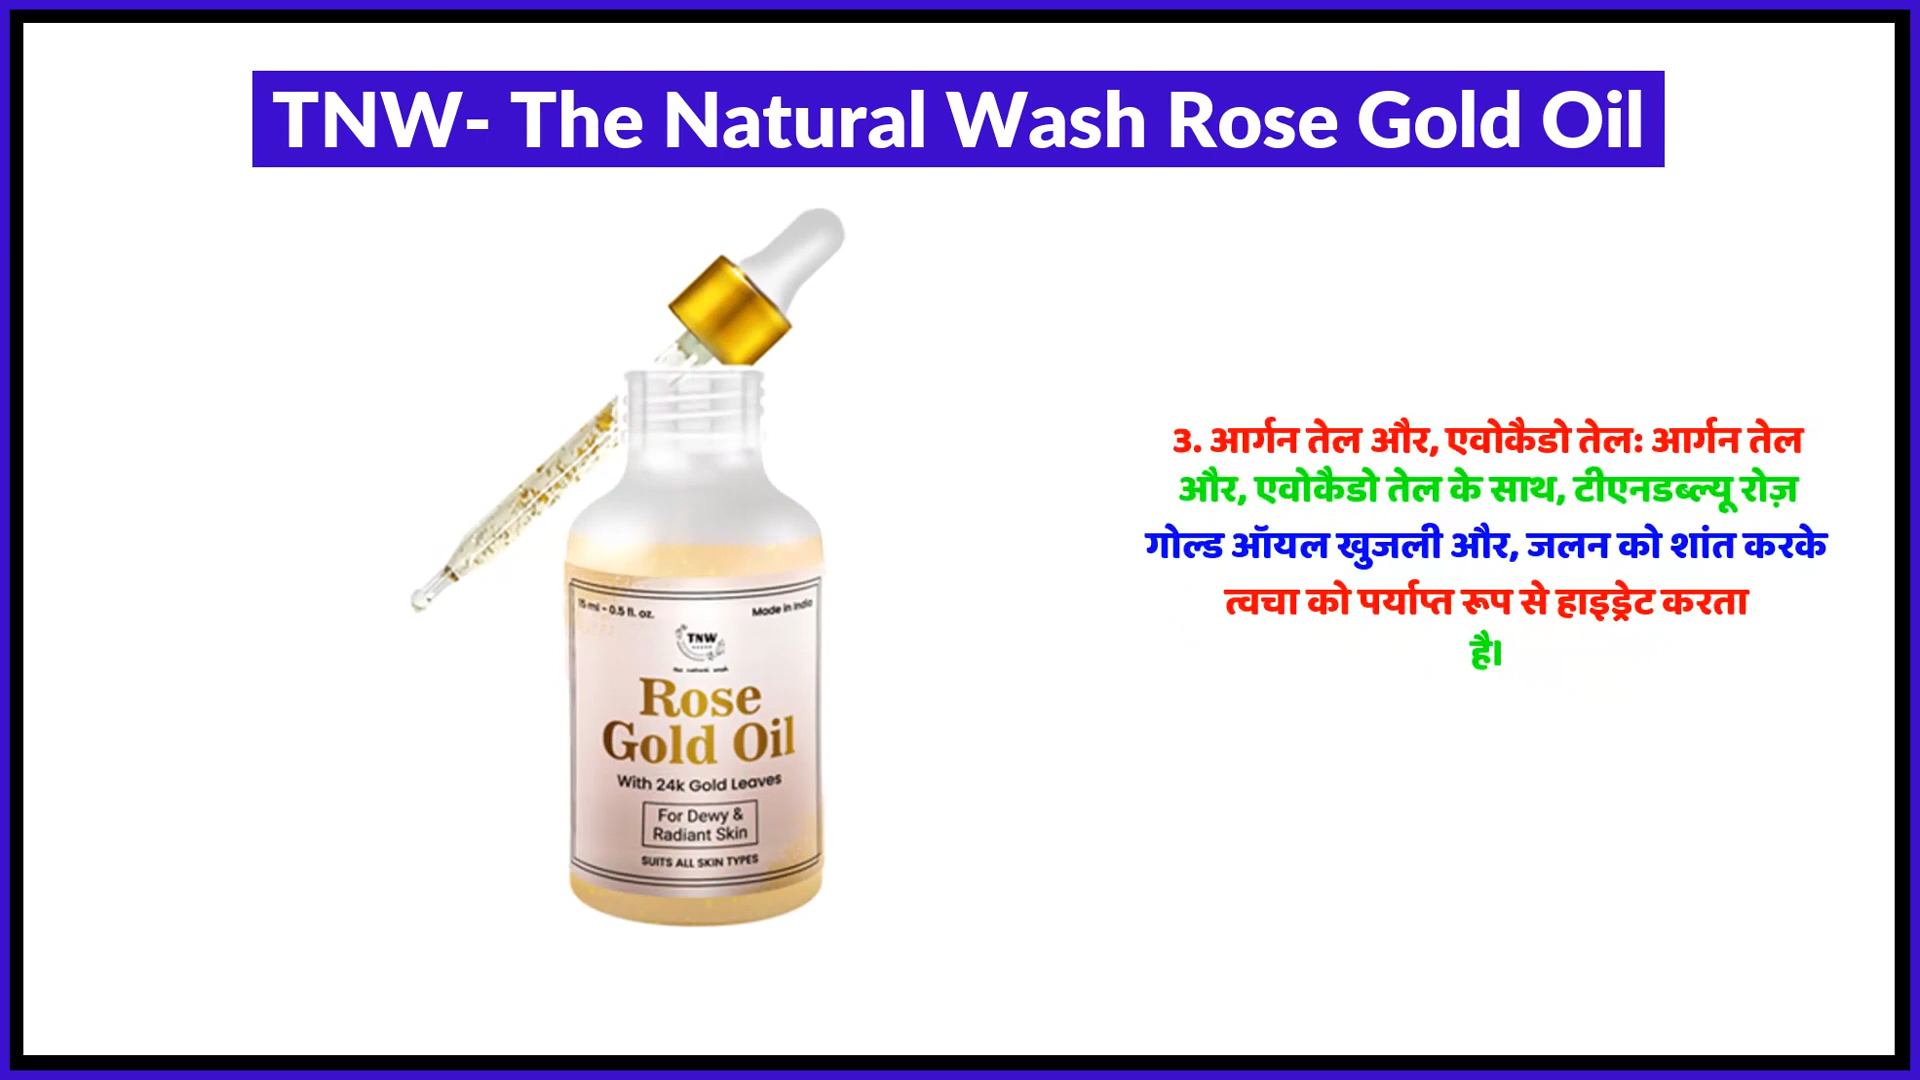 TNW- The Natural Wash Rose Gold Oil
3. आर्गन तेल और, एवोकैडो तेल: आर्गन तेल
और, एवोकैडो तेल के साथ, टीएनडब्ल्यू रोज़
गोल्ड ऑयल खुजली और, जलन को शांत करके
त्वचा को पर्याप्त रूप से हाइड्रेट करता
है।
15 ml - 0.5 fl. oz.
Made in India
TNW
Rose
Gold Oil
With 24k Gold Leaves
For Dewy &
Radiant Skin
SUITS ALL SKIN TYPES